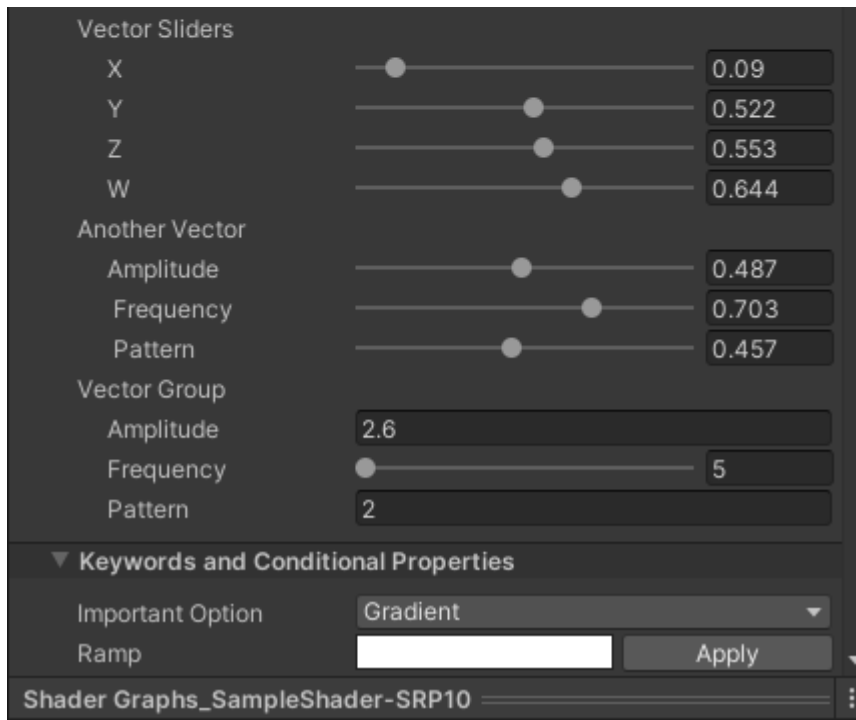 Vector Sliders
X 0.09
Y 0.522
Z 0.553
W 0.644
Another Vector
Amplitude 0.487
Frequency 0.703
Pattern 0.457
Vector Group
Amplitude 2.6
Frequency 5
Pattern 2
Keywords and Conditional Properties
Important Option Gradient
Ramp Apply
Shader Graphs_SampleShader-SRP10